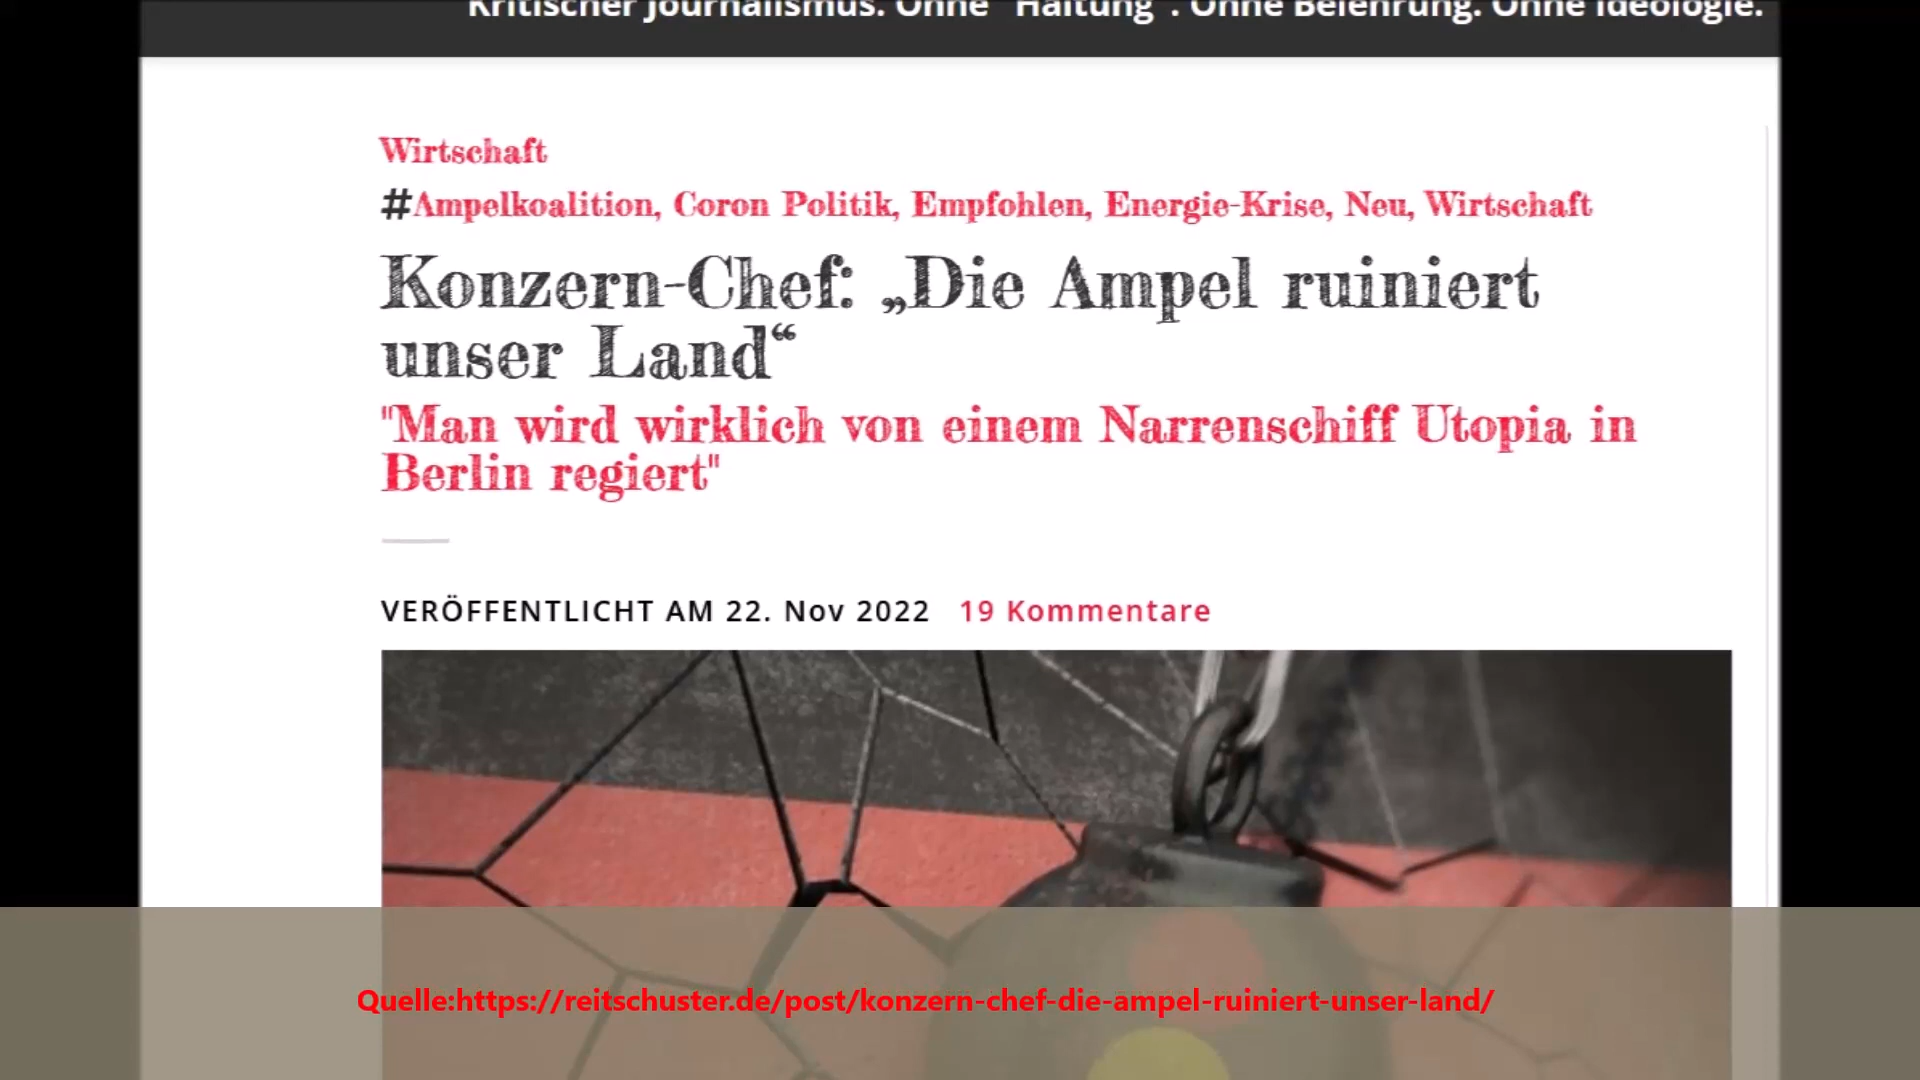 Kritischer Journalismus. Ohne "Haltung". Ohne Belehrung. Ohne Ideologie.
Wirtschaft
#Ampelkoalition, Coron Politik, Empfohlen, Energie-Krise, Neu, Wirtschaft
Konzern-Chef: „Die Ampel ruiniert
unser Land“
"Man wird wirklich von einem Narrenschiff Utopia in
Berlin regiert"
VERÖFFENTLICHT AM 22. Nov 2022 19 Kommentare
Quelle:https://reitschuster.de/post/konzern-chef-die-ampel-ruiniert-unser-land/